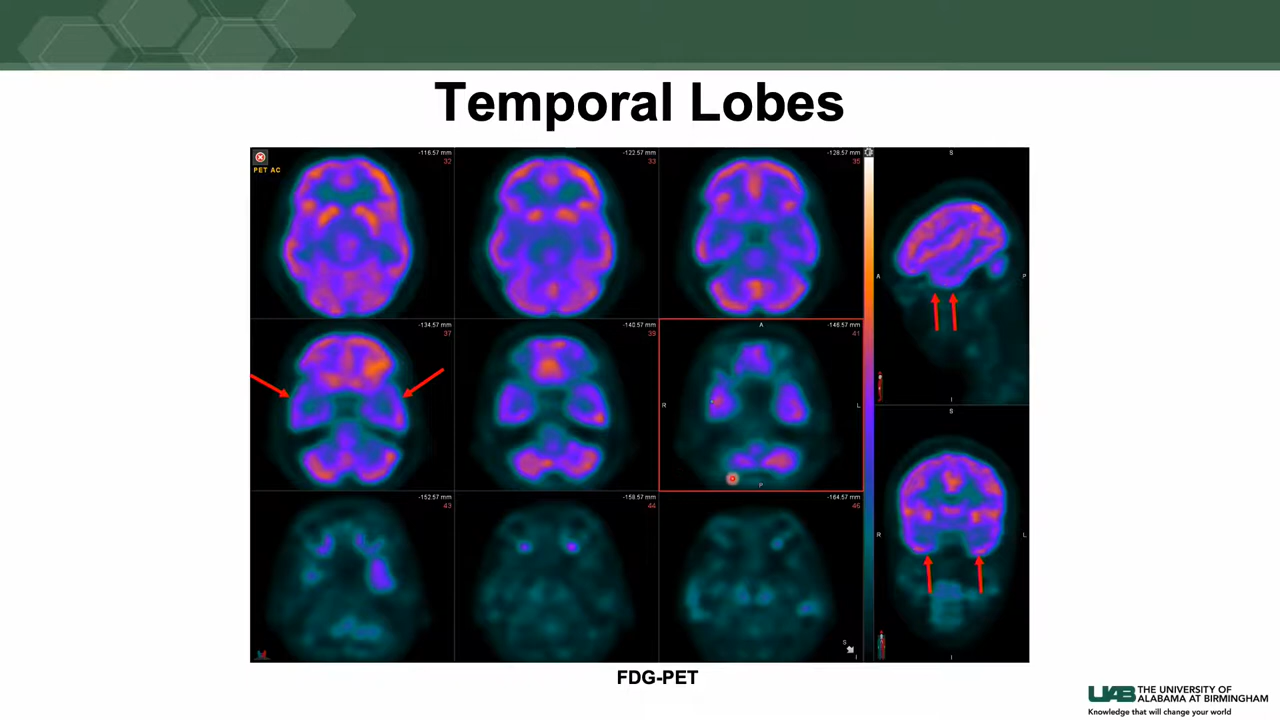 Temporal Lobes
PET AC
-116.57 mm
32
-122.57 mm
33
-128.57 mm
35
S
A
P
I
-134.57 mm
37
-140.57 mm
39
A
-146.57 mm
41
R
L
P
S
R
L
I
-152.57 mm
43
-158.57 mm
44
-164.57 mm
45
S
I
FDG-PET
UAB THE UNIVERSITY OF
ALABAMA AT BIRMINGHAM
Knowledge that will change your world